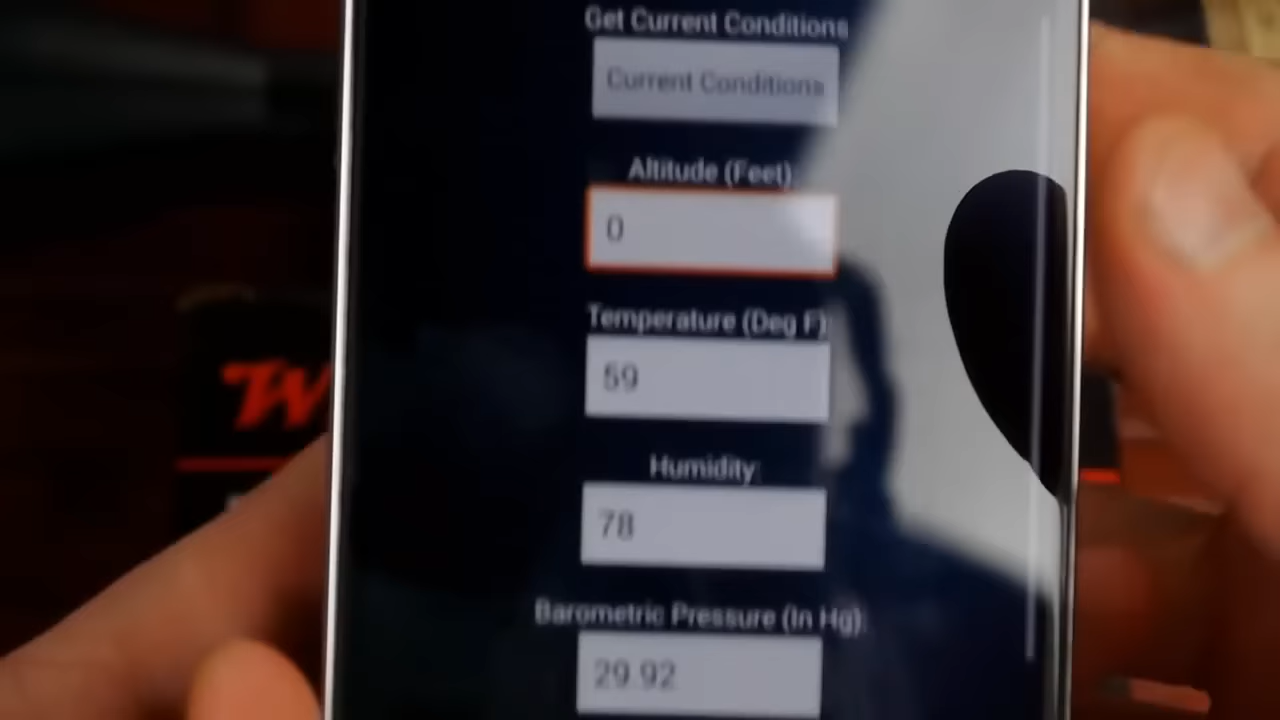 Get Current Conditions
Current Conditions
Altitude (Feet)
0
Temperature (Deg F)
59
Humidity:
78
Barometric Pressure (In Hg):
29.92
W